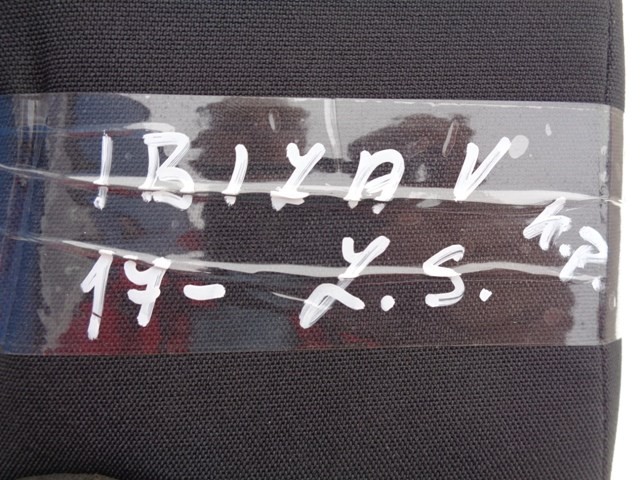 IBIZA V
17- L.S. H.R.